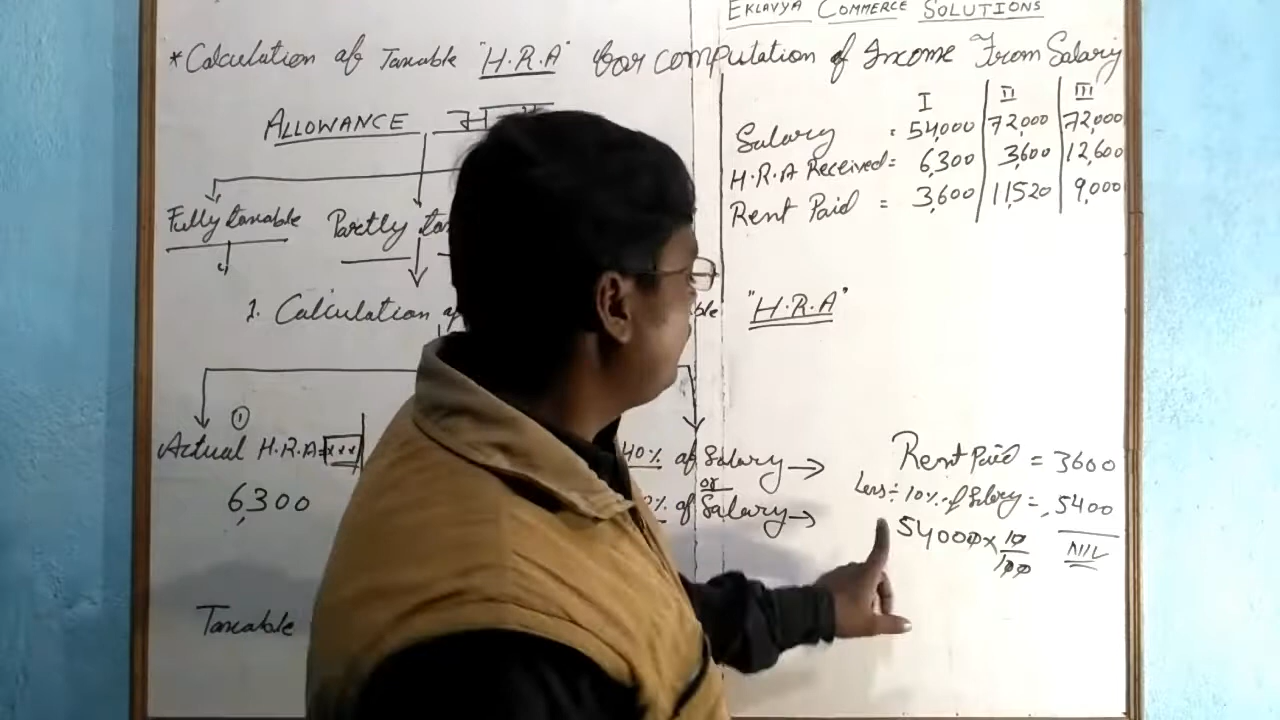 EKLAVYA COMMERCE SOLUTIONS
*Calculation of Taxable "H.R.A" for computation of Income From Salary
ALLOWANCE
Fully taxable
Partly
1. Calculation
"H.R.A"
①
Actual H.R.A=xxx
6,300
40% of Salary →
or
% of Salary →
Taxable
I II III
Salary = 54,000 72,000 72,000
H.R.A Received = 6,300 3,600 12,600
Rent Paid = 3,600 11,520 9,000
Rent Paid = 3600
Less÷ 10% of Salary = 5400
54000 × 10/100 NIL